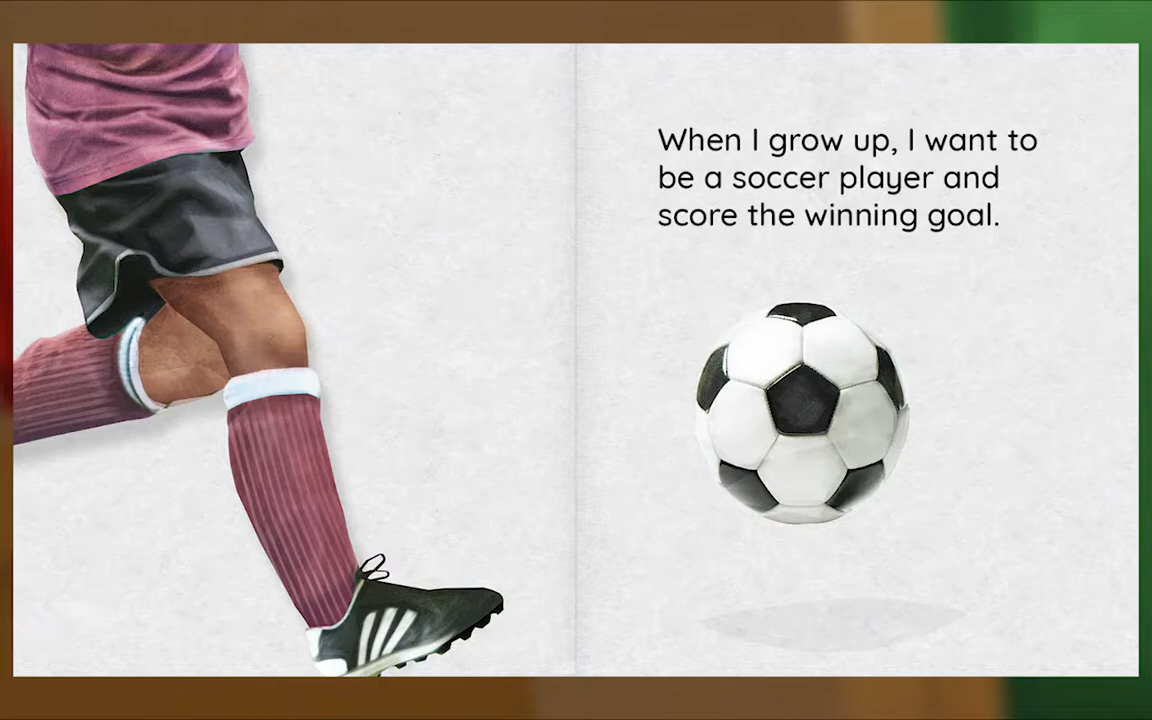 When I grow up, I want to
be a soccer player and
score the winning goal.